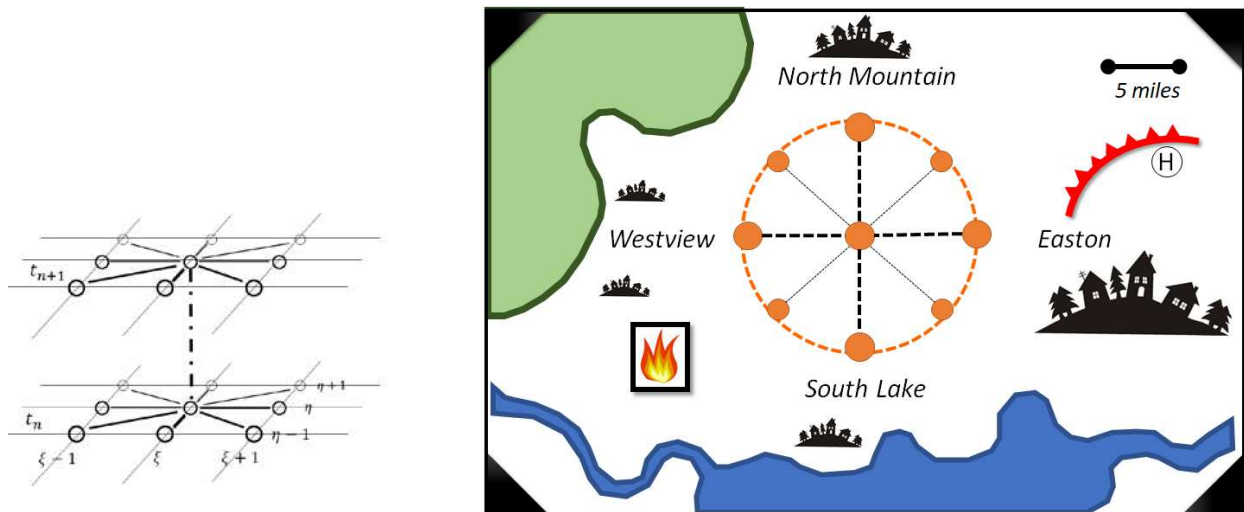 t_{n+1}
η + 1
t_n
η
η − 1
ξ − 1
ξ
ξ + 1
North Mountain
5 miles
H
Westview
Easton
South Lake